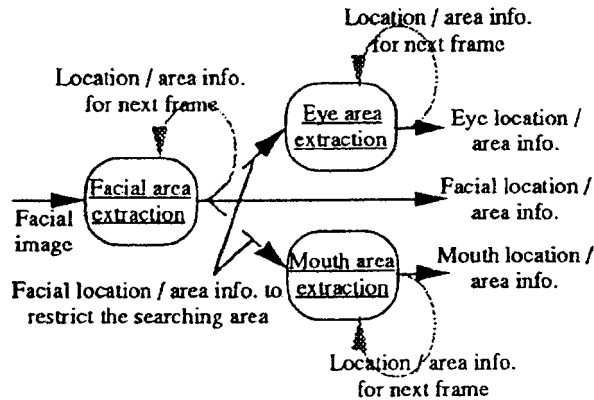 Location / area info.
for next frame
Location / area info.
for next frame
Eye area
extraction
Eye location /
area info.
Facial area
extraction
Facial
image
Facial location /
area info.
Mouth area
extraction
Mouth location /
area info.
Facial location / area info. to
restrict the searching area
Location / area info.
for next frame